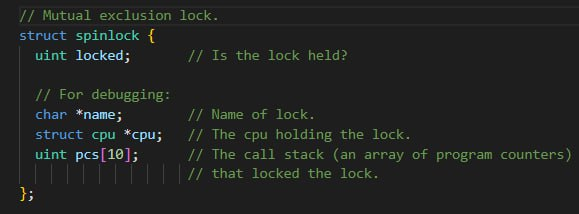 // Mutual exclusion lock.
struct spinlock {
  uint locked;       // Is the lock held?

  // For debugging:
  char *name;        // Name of lock.
  struct cpu *cpu;   // The cpu holding the lock.
  uint pcs[10];      // The call stack (an array of program counters)
                     // that locked the lock.
};